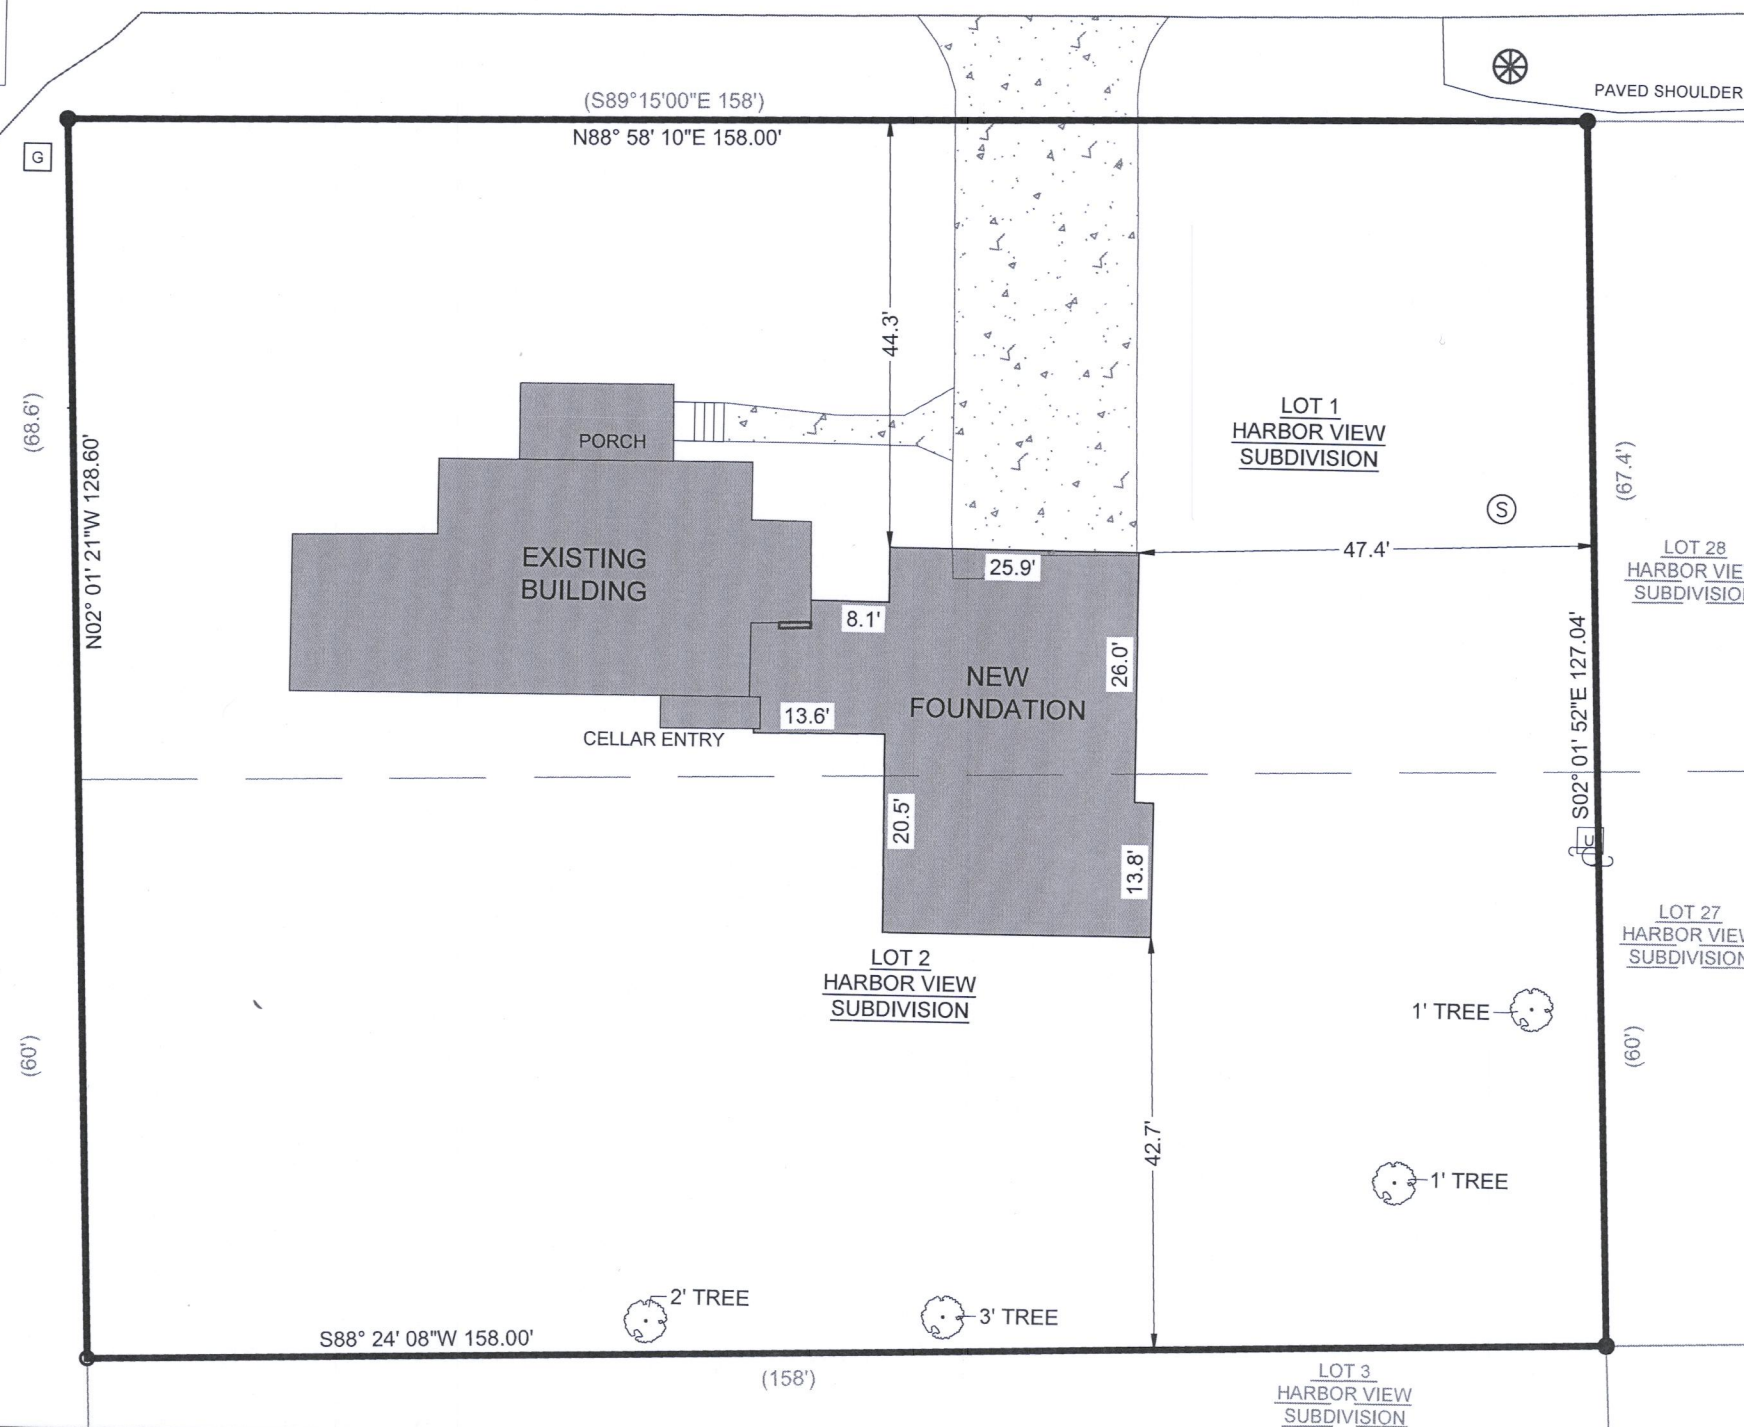 (S89°15'00"E 158')
N88° 58' 10"E 158.00'
PAVED SHOULDER
G
44.3'
(68.6')
N02° 01' 21"W 128.60'
PORCH
LOT 1
HARBOR VIEW
SUBDIVISION
(67.4')
S
47.4'
EXISTING
BUILDING
25.9'
LOT 28
HARBOR VIE
SUBDIVISIO
8.1'
26.0'
NEW
FOUNDATION
S02° 01' 52"E 127.04'
13.6'
CELLAR ENTRY
20.5'
13.8'
LOT 27
HARBOR VIEW
SUBDIVISION
LOT 2
HARBOR VIEW
SUBDIVISION
1' TREE
(60')
(60')
42.7'
1' TREE
2' TREE
3' TREE
S88° 24' 08"W 158.00'
(158')
LOT 3
HARBOR VIEW
SUBDIVISION